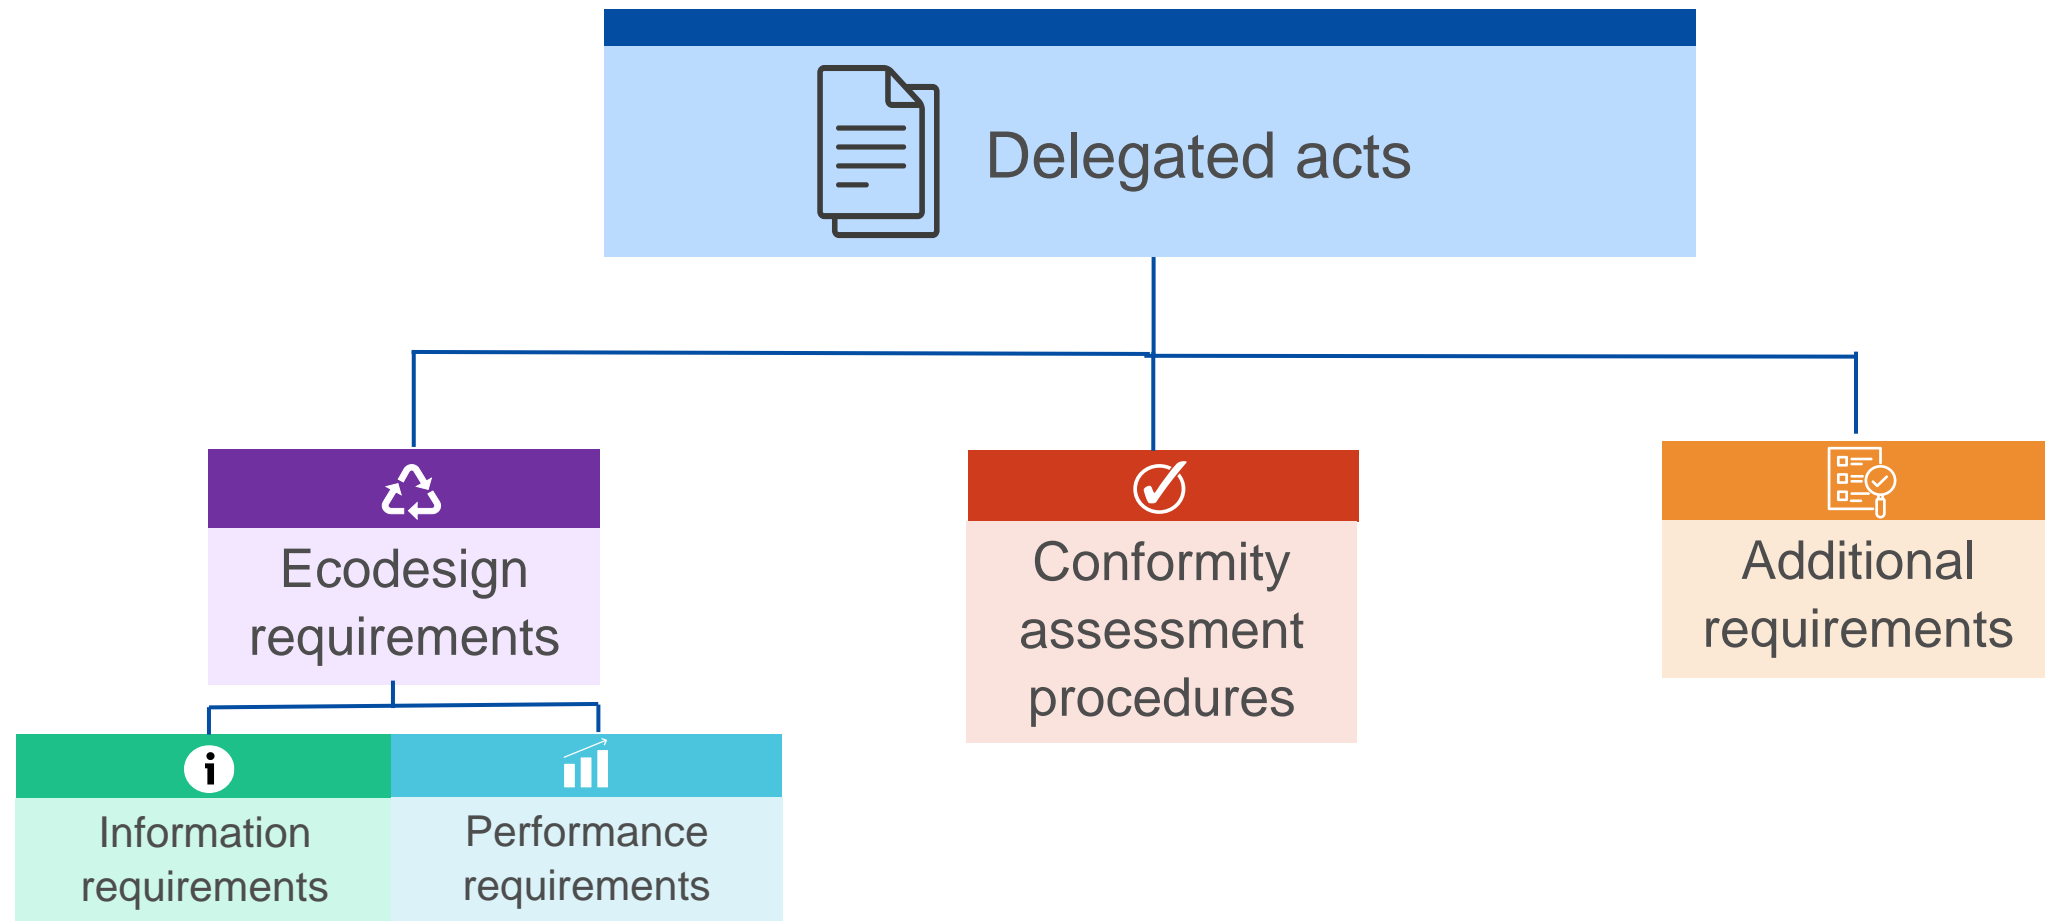 Delegated acts
Ecodesign
requirements
Conformity
assessment
procedures
Additional
requirements
Information
requirements
Performance
requirements